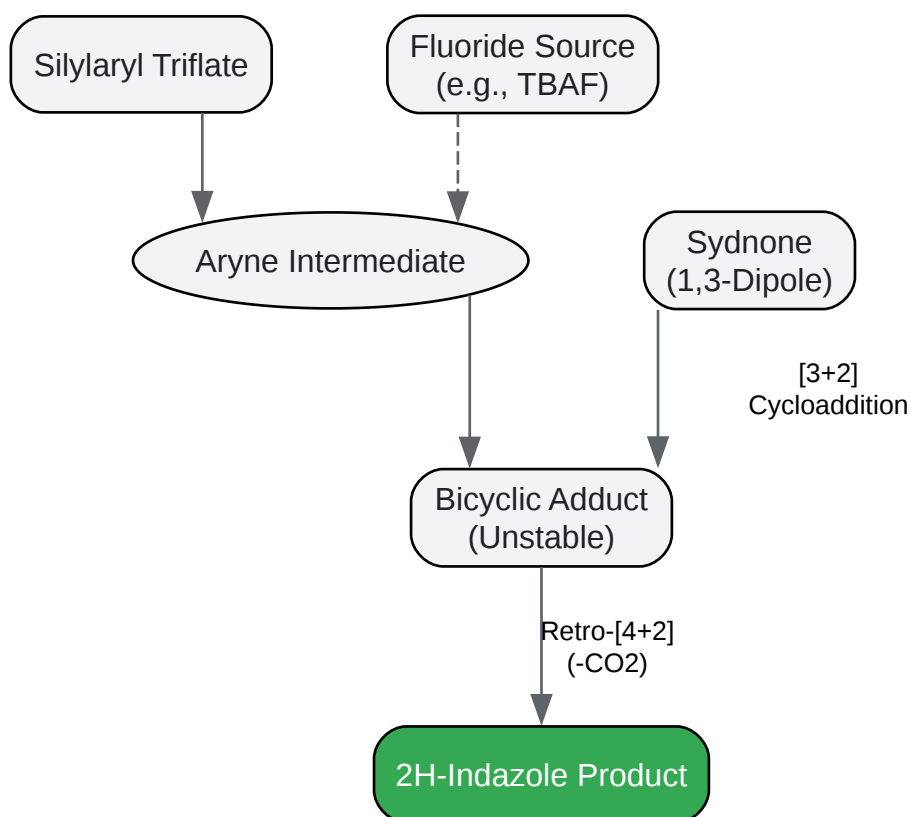 Silylaryl Triflate
Fluoride Source
(e.g., TBAF)
Aryne Intermediate
Sydnone
(1,3-Dipole)
[3+2]
Cycloaddition
Bicyclic Adduct
(Unstable)
Retro-[4+2]
(-CO2)
2H-Indazole Product